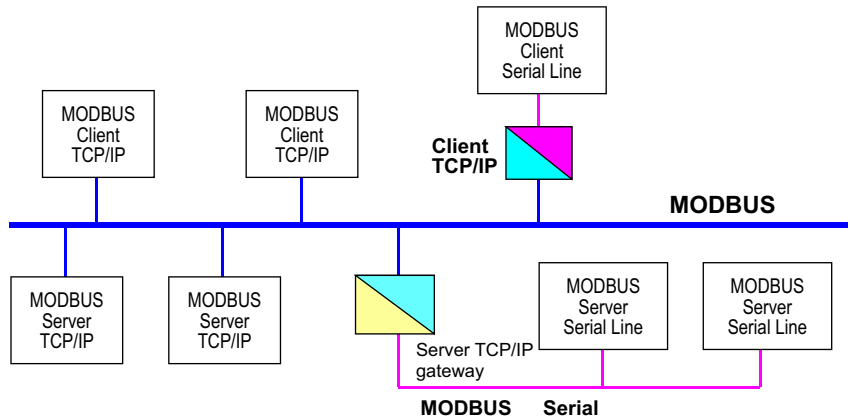 MODBUS
Client
Serial Line
MODBUS
Client
TCP/IP
MODBUS
Client
TCP/IP
Client
TCP/IP
MODBUS
MODBUS
Server
TCP/IP
MODBUS
Server
TCP/IP
Server TCP/IP
gateway
MODBUS
Server
Serial Line
MODBUS
Server
Serial Line
MODBUS Serial